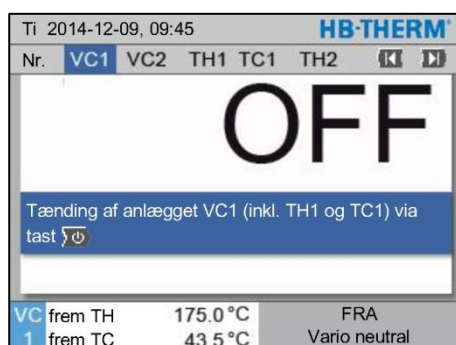 Ti 2014-12-09, 09:45 HB-THERM®
Nr. VC1 VC2 TH1 TC1 TH2
OFF
Tænding af anlægget VC1 (inkl. TH1 og TC1) via
tast
VC frem TH 175.0 °C FRA
1 frem TC 43.5 °C Vario neutral